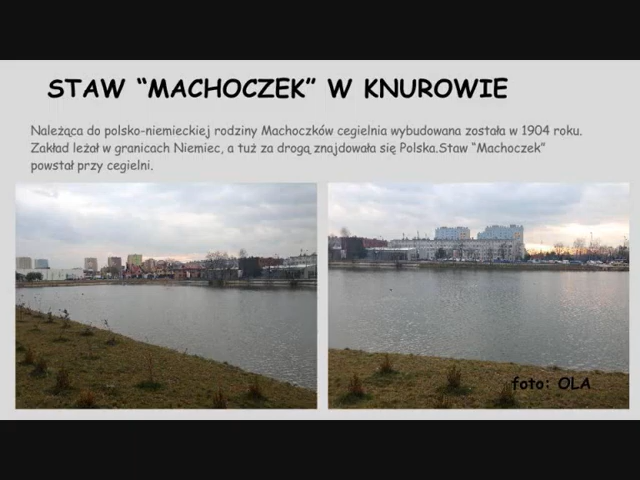 STAW “MACHOCZEK” W KNUROWIE
Należąca do polsko-niemieckiej rodziny Machoczków cegielnia wybudowana została w 1904 roku.
Zakład leżał w granicach Niemiec, a tuż za drogą znajdowała się Polska.Staw “Machoczek”
powstał przy cegielni.
foto: OLA